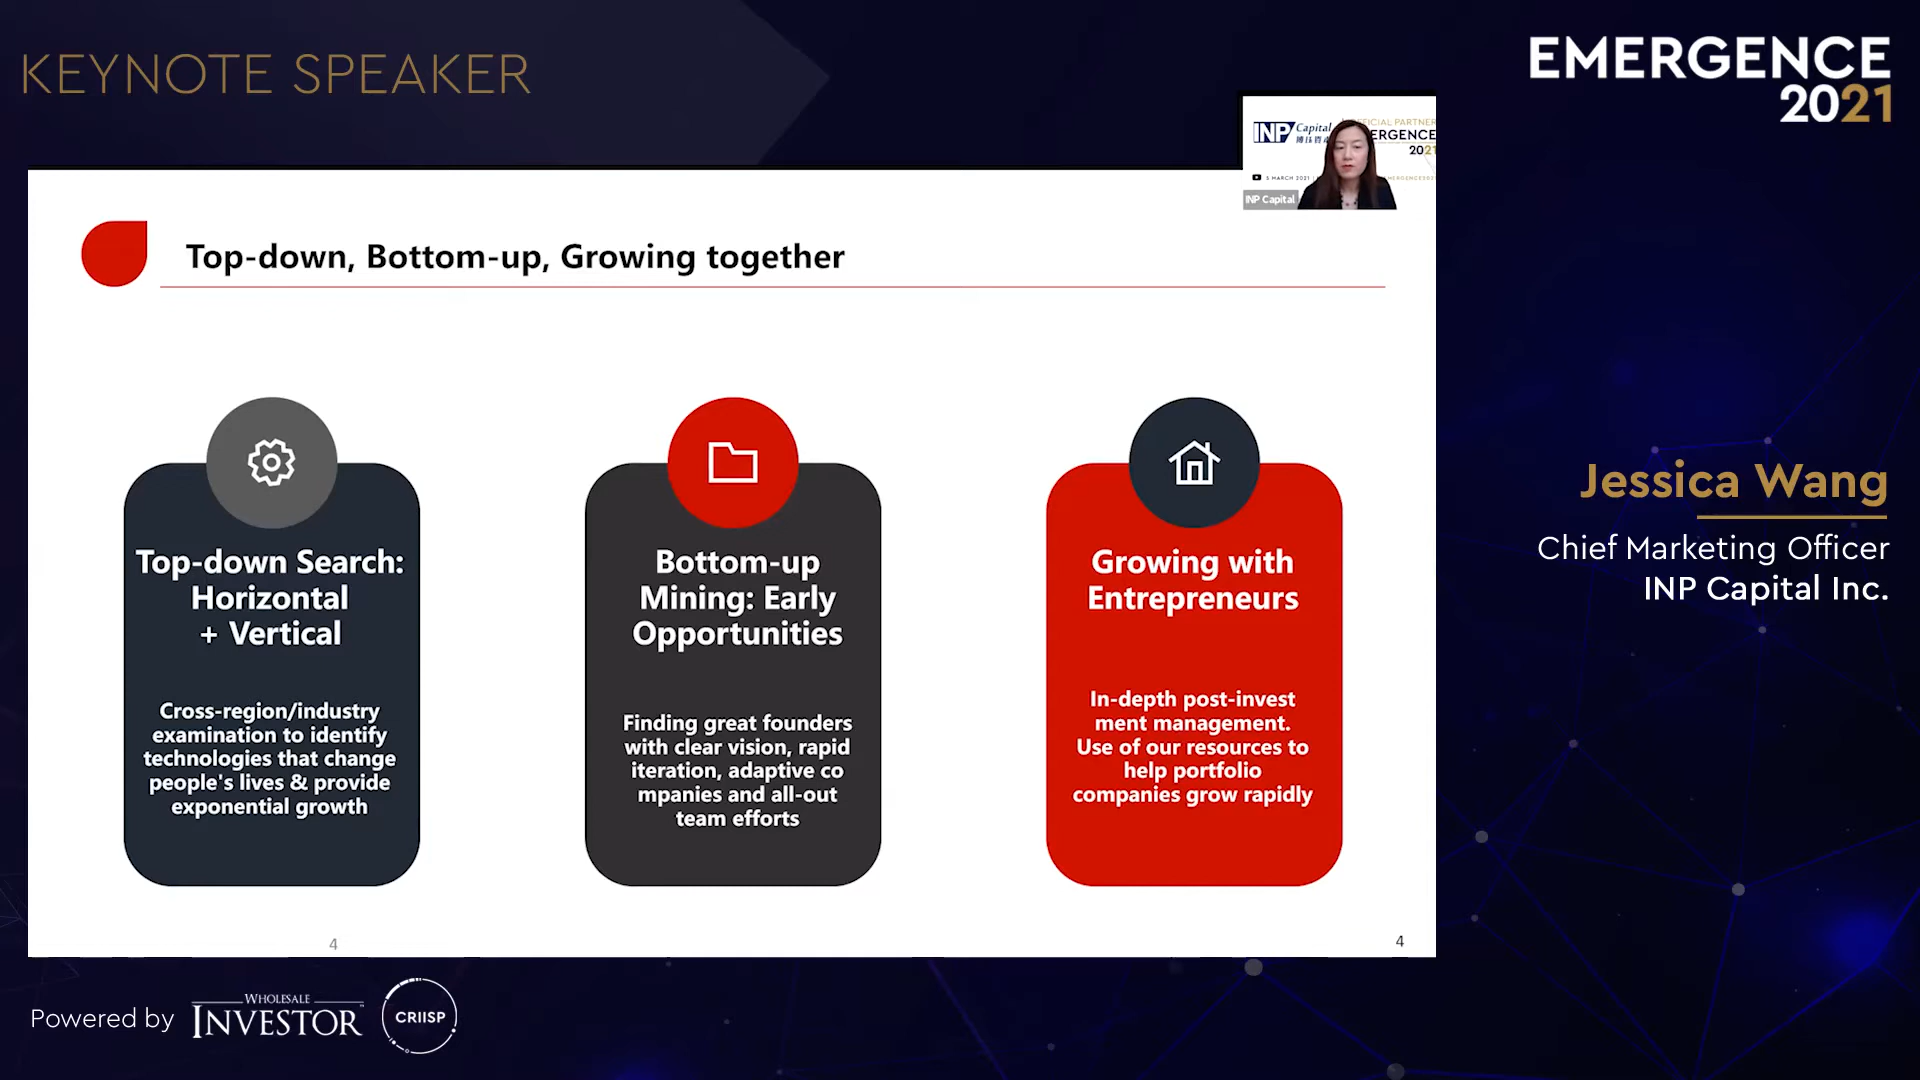 KEYNOTE SPEAKER
EMERGENCE
2021
INP Capital
ICIAL PARTNER
ERGENCE
2021
MARCH 2021
INP Capital
Top-down, Bottom-up, Growing together
Top-down Search:
Horizontal
+ Vertical
Cross-region/industry
examination to identify
technologies that change
people's lives & provide
exponential growth
Bottom-up
Mining: Early
Opportunities
Finding great founders
with clear vision, rapid
iteration, adaptive co
mpanies and all-out
team efforts
Growing with
Entrepreneurs
In-depth post-invest
ment management.
Use of our resources to
help portfolio
companies grow rapidly
4
4
Jessica Wang
Chief Marketing Officer
INP Capital Inc.
Powered by
WHOLESALE
INVESTOR
CRIISP